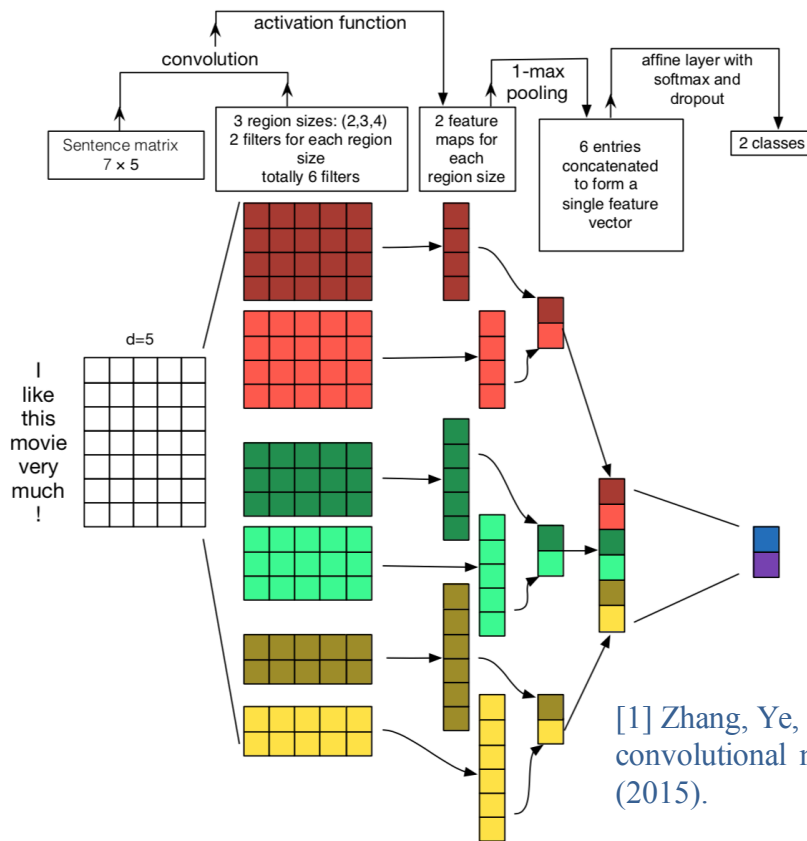 activation function
convolution
1-max
pooling
affine layer with
softmax and
dropout
Sentence matrix
7 × 5
3 region sizes: (2,3,4)
2 filters for each region
size
totally 6 filters
2 feature
maps for
each
region size
6 entries
concatenated
to form a
single feature
vector
2 classes
d=5
I
like
this
movie
very
much
!
[1] Zhang, Ye,
convolutional
(2015).